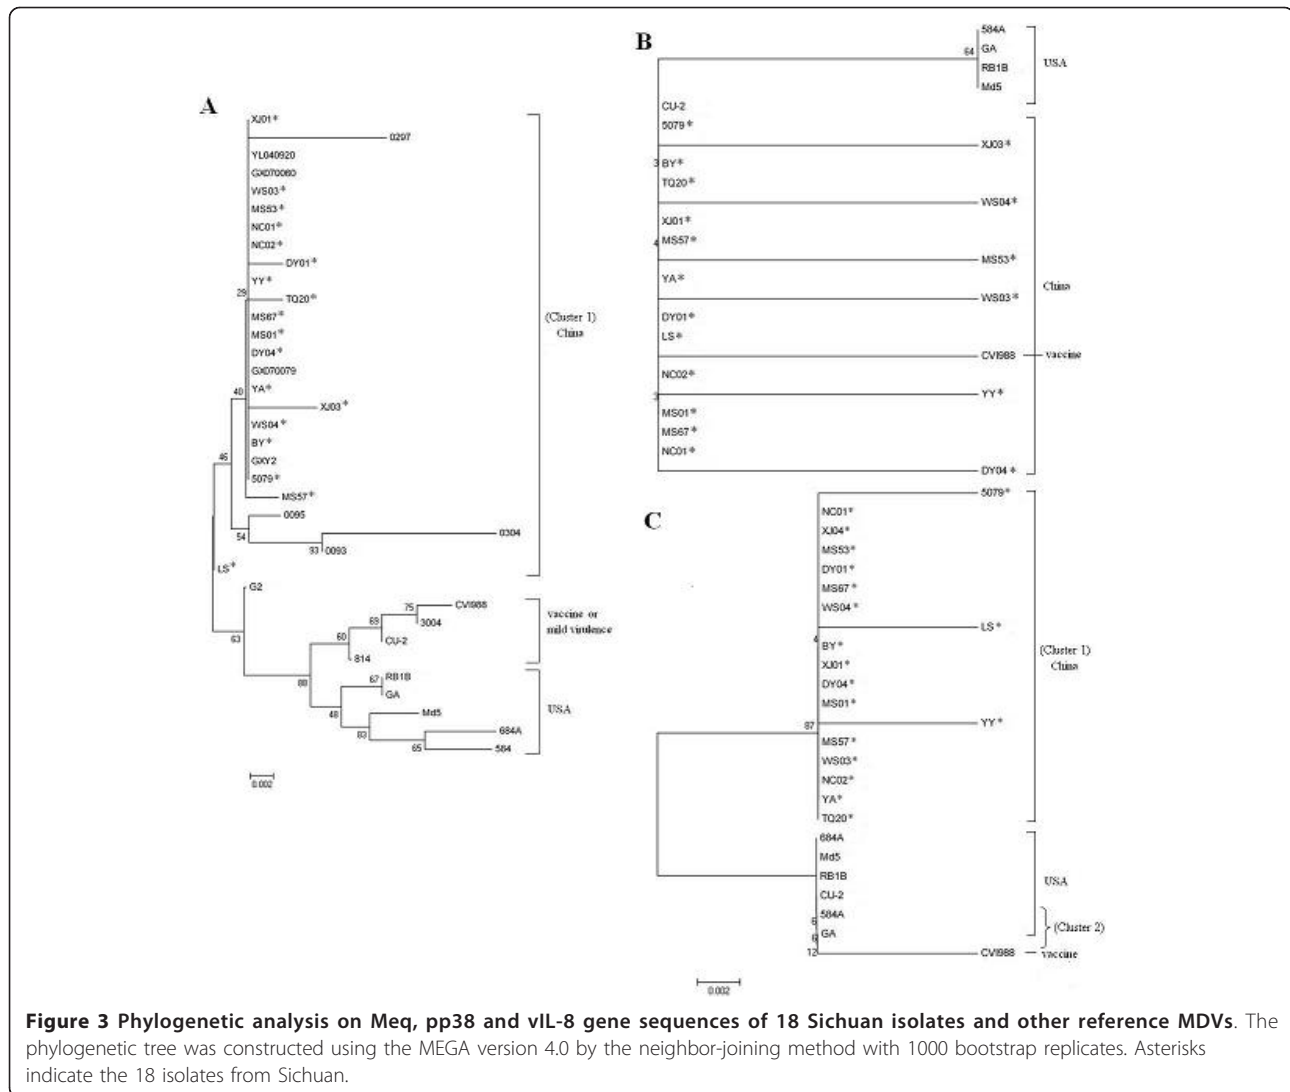 A
XJ01*
0297
YL040920
GX070060
WS03*
MS53*
NC01*
NC02*
DY01*
YY*
29
TQ20*
MS67*
MS01*
DY04*
GX070079
YA*
40
XJ03*
WS04*
BY*
GXY2
46
5079*
MS57*
0095
54
0304
93
0093
LS*
G2
(Cluster 1)
China
75
CVI988
69
3004
63
60
CU-2
814
vaccine or
mild virulence
88
67
RB1B
GA
48
Md5
83
684A
65
584
USA
0.002
B
584A
64
GA
RB1B
Md5
USA
CU-2
5079*
XJ03*
3
BY*
TQ20*
WS04*
XJ01*
4
MS57*
MS53*
YA*
WS03*
China
DY01*
LS*
CVI988
vaccine
NC02*
3
YY*
MS01*
MS67*
NC01*
DY04*
C
5079*
NC01*
XJ04*
MS53*
DY01*
MS67*
WS04*
LS*
4
BY*
XJ01*
DY04*
MS01*
(Cluster 1)
China
87
YY*
MS57*
WS03*
NC02*
YA*
TQ20*
684A
Md5
RB1B
CU-2
USA
584A
6
GA
(Cluster 2)
12
CVI988
vaccine
0.002
Figure 3 Phylogenetic analysis on Meq, pp38 and vIL-8 gene sequences of 18 Sichuan isolates and other reference MDVs. The
phylogenetic tree was constructed using the MEGA version 4.0 by the neighbor-joining method with 1000 bootstrap replicates. Asterisks
indicate the 18 isolates from Sichuan.